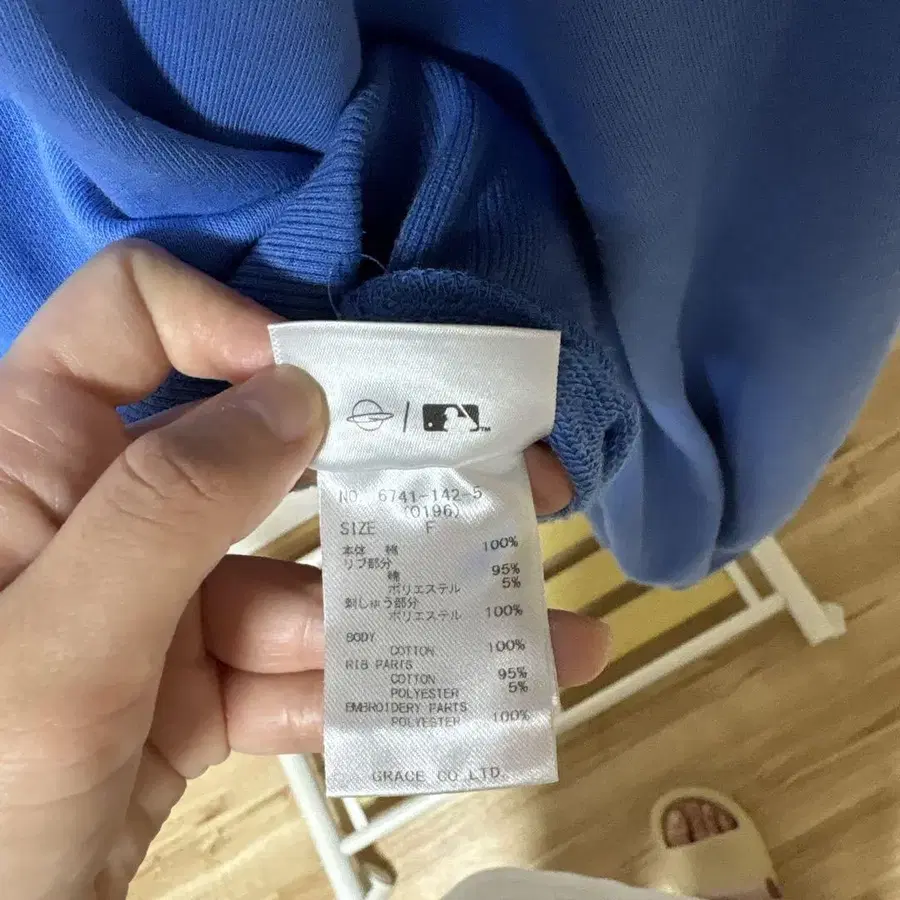 TM
NO. 6741-142-5
(0196)
SIZE F
本体 綿 100%
リブ部分
綿 95%
ポリエステル 5%
刺しゅう部分
ポリエステル 100%
BODY
COTTON 100%
RIB PARTS
COTTON 95%
POLYESTER 5%
EMBROIDERY PARTS
POLYESTER 100%
GRACE CO.LTD.